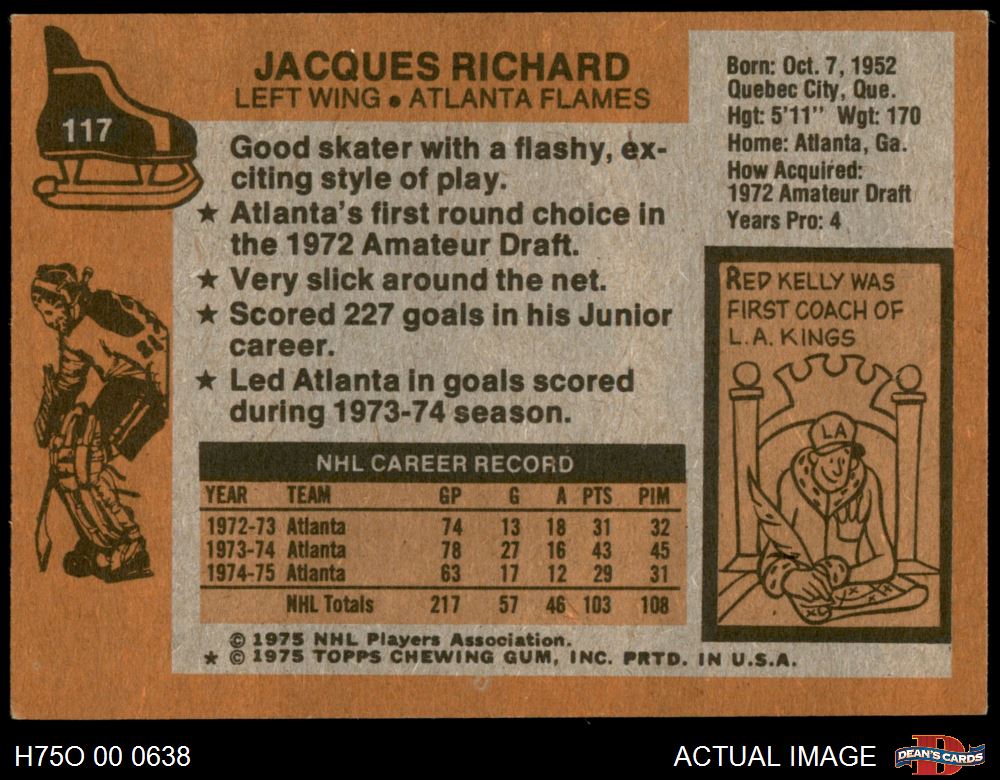 117
JACQUES RICHARD
LEFT WING • ATLANTA FLAMES
Born: Oct. 7, 1952
Quebec City, Que.
Hgt: 5'11" Wgt: 170
Home: Atlanta, Ga.
How Acquired:
1972 Amateur Draft
Years Pro: 4
Good skater with a flashy, ex-
citing style of play.
★ Atlanta's first round choice in
the 1972 Amateur Draft.
★ Very slick around the net.
★ Scored 227 goals in his Junior
career.
★ Led Atlanta in goals scored
during 1973-74 season.
RED KELLY WAS
FIRST COACH OF
L.A. KINGS
LA
NHL CAREER RECORD
YEAR TEAM GP G A PTS PIM
1972-73 Atlanta 74 13 18 31 32
1973-74 Atlanta 78 27 16 43 45
1974-75 Atlanta 63 17 12 29 31
NHL Totals 217 57 46 103 108
© 1975 NHL Players Association.
★ © 1975 TOPPS CHEWING GUM, INC. PRTD. IN U.S.A.
H75O 00 0638
ACTUAL IMAGE
DEAN'S CARDS